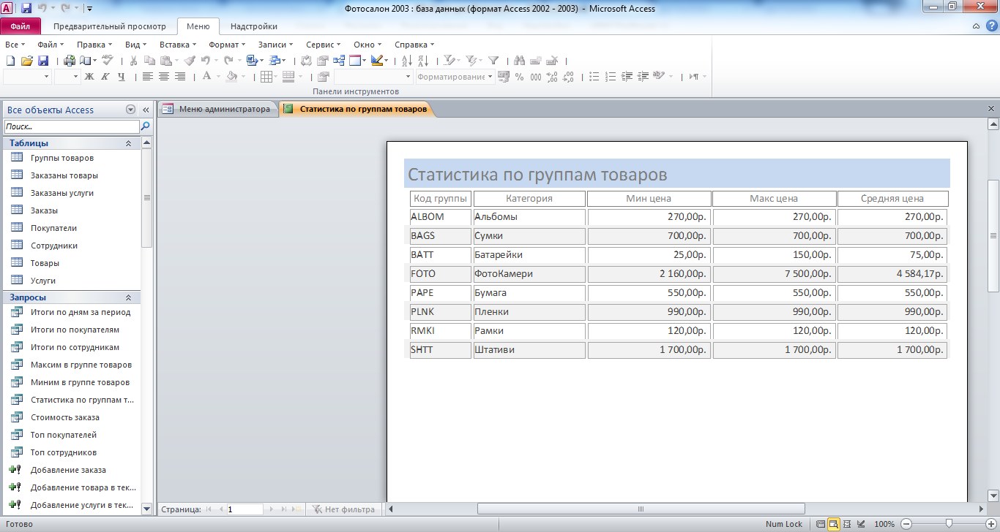 Фотосалон 2003 : база данных (формат Access 2002 - 2003) - Microsoft Access
Файл Предварительный просмотр Меню Надстройки
Все Файл Правка Вид Вставка Формат Записи Сервис Окно Справка
Ж К Ч Форматирование % 000
Панели инструментов
Все объекты Access «
Меню администратора Статистика по группам товаров
Поиск...
Таблицы
Группы товаров
Заказаны товары
Заказаны услуги
Заказы
Покупатели
Сотрудники
Товары
Услуги
Запросы
Итоги по дням за период
Итоги по покупателям
Итоги по сотрудникам
Максим в группе товаров
Миним в группе товаров
Статистика по группам т...
Стоимость заказа
Топ покупателей
Топ сотрудников
Добавление заказа
Добавление товара в тек...
Добавление услуги в тек...
Статистика по группам товаров
Код группы Категория Мин цена Макс цена Средняя цена
ALBOM Альбомы 270,00р. 270,00р. 270,00р.
BAGS Сумки 700,00р. 700,00р. 700,00р.
BATT Батарейки 25,00р. 150,00р. 75,00р.
FOTO ФотоКамери 2 160,00р. 7 500,00р. 4 584,17р.
PAPE Бумага 550,00р. 550,00р. 550,00р.
PLNK Пленки 990,00р. 990,00р. 990,00р.
RMKI Рамки 120,00р. 120,00р. 120,00р.
SHTT Штативи 1 700,00р. 1 700,00р. 1 700,00р.
Страница: 1 Нет фильтра
Готово Num Lock 100%